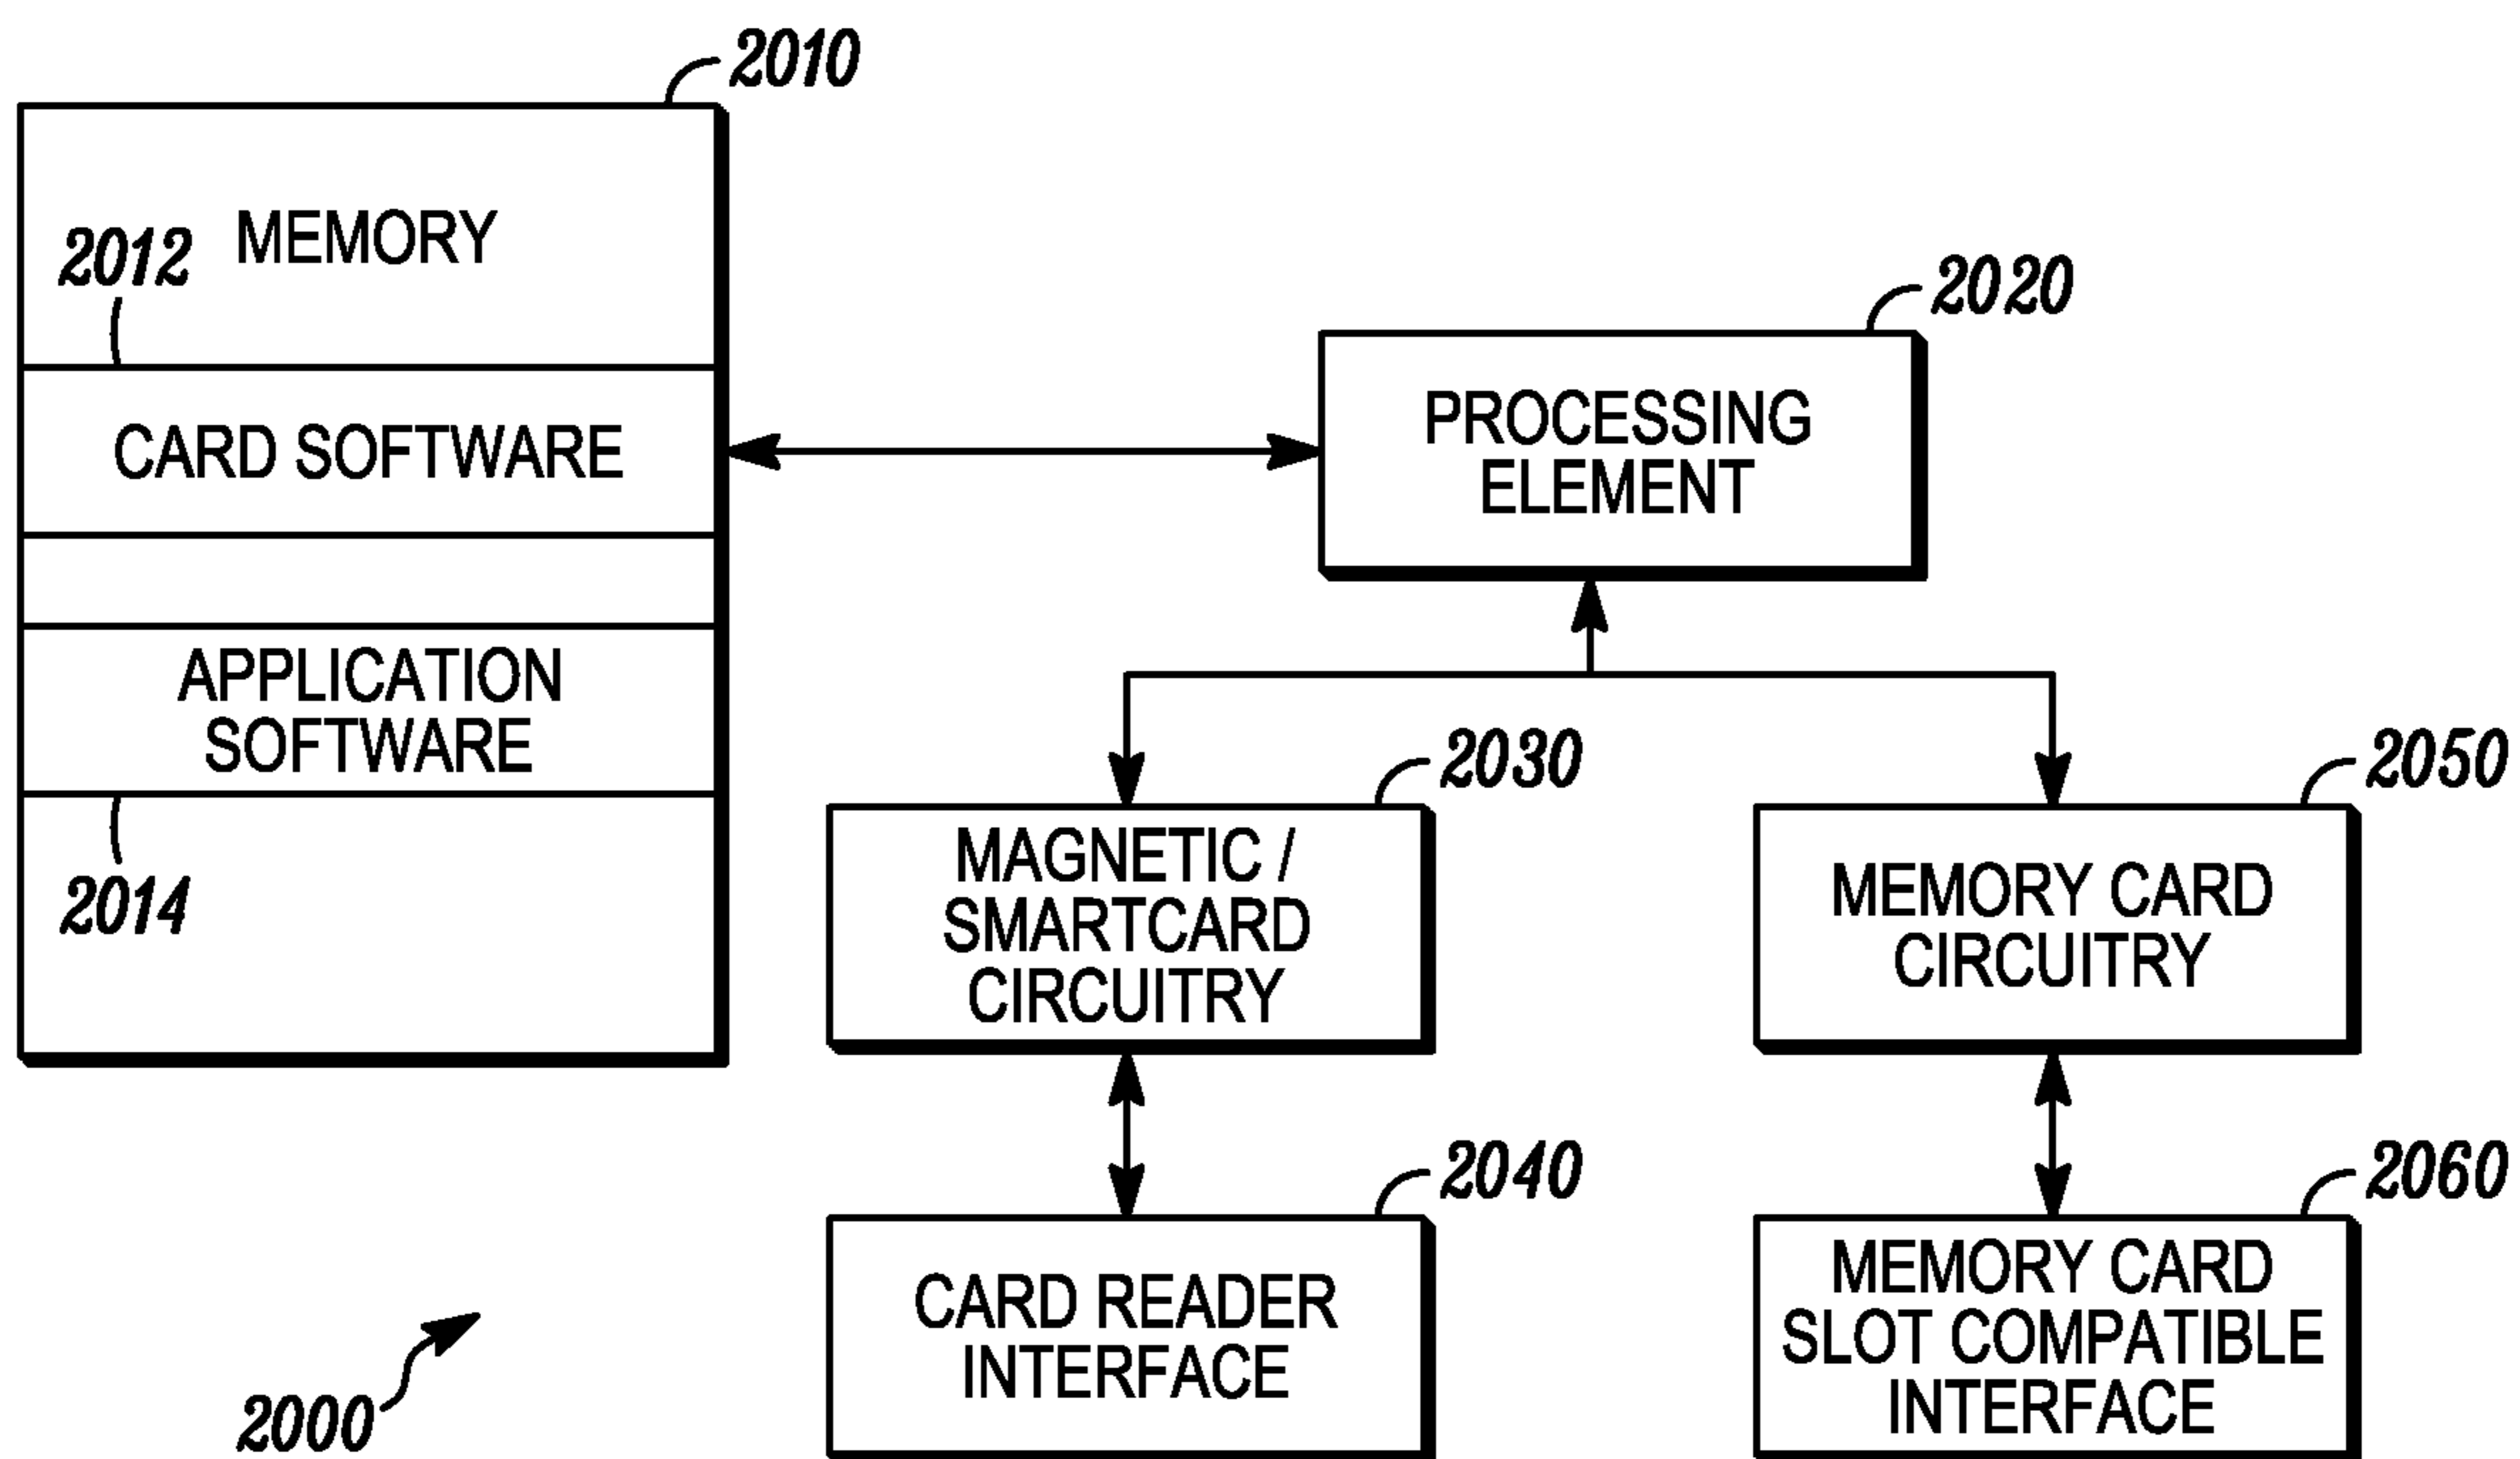 2010
MEMORY
2012
CARD SOFTWARE
APPLICATION
SOFTWARE
2014
2020
PROCESSING
ELEMENT
2030
MAGNETIC /
SMARTCARD
CIRCUITRY
2050
MEMORY CARD
CIRCUITRY
2040
CARD READER
INTERFACE
2060
MEMORY CARD
SLOT COMPATIBLE
INTERFACE
2000